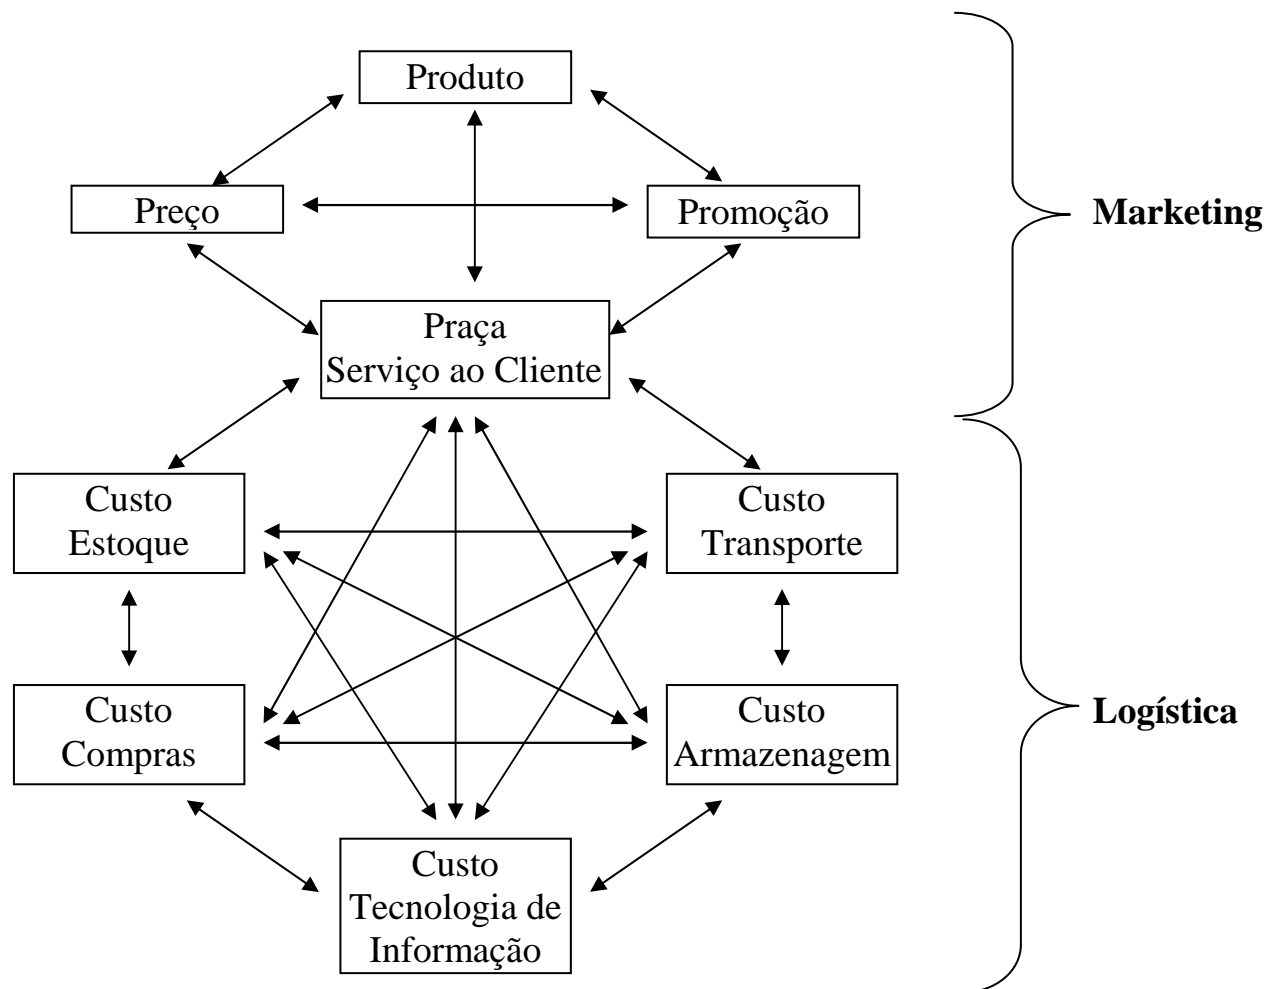 Produto
Preço
Promoção
Marketing
Praça
Serviço ao Cliente
Custo
Estoque
Custo
Transporte
Custo
Compras
Custo
Armazenagem
Logística
Custo
Tecnologia de
Informação